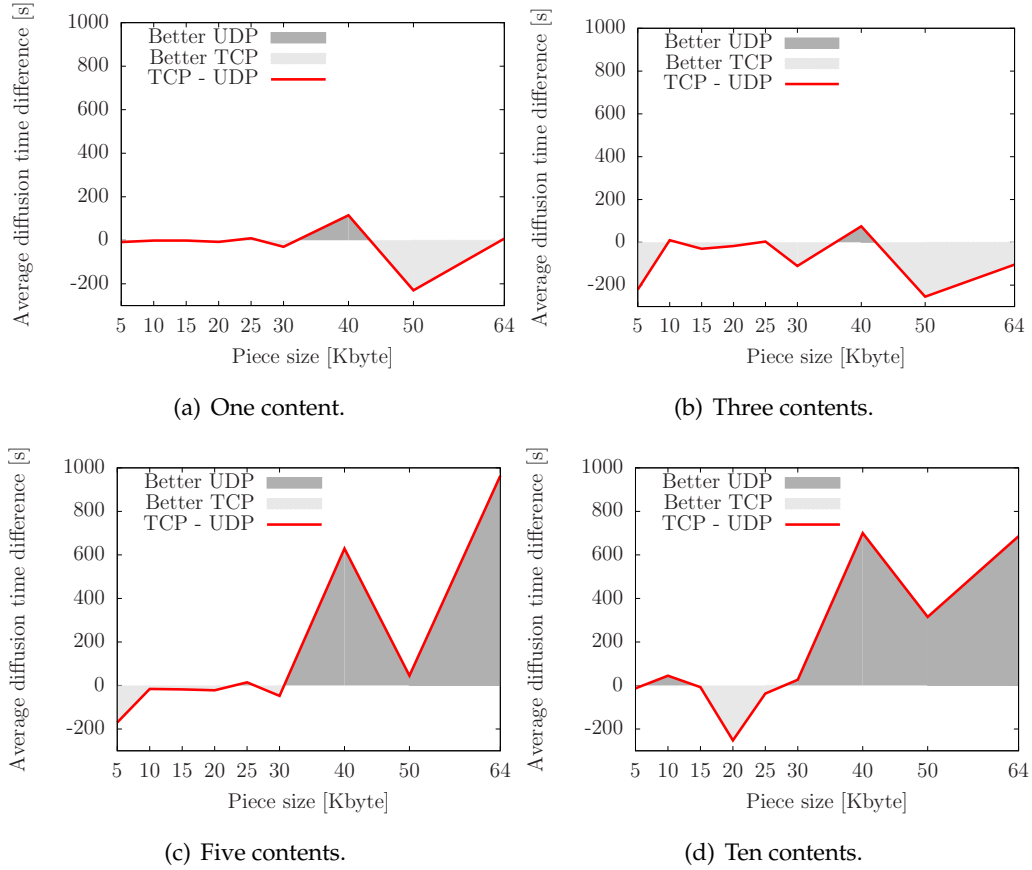 Average diffusion time difference [s]
1000
800
600
400
200
0
-200
Better UDP
Better TCP
TCP - UDP
5 10 15 20 25 30 40 50 64
Piece size [Kbyte]
(a) One content.
Average diffusion time difference [s]
1000
800
600
400
200
0
-200
Better UDP
Better TCP
TCP - UDP
5 10 15 20 25 30 40 50 64
Piece size [Kbyte]
(b) Three contents.
Average diffusion time difference [s]
1000
800
600
400
200
0
-200
Better UDP
Better TCP
TCP - UDP
5 10 15 20 25 30 40 50 64
Piece size [Kbyte]
(c) Five contents.
Average diffusion time difference [s]
1000
800
600
400
200
0
-200
Better UDP
Better TCP
TCP - UDP
5 10 15 20 25 30 40 50 64
Piece size [Kbyte]
(d) Ten contents.